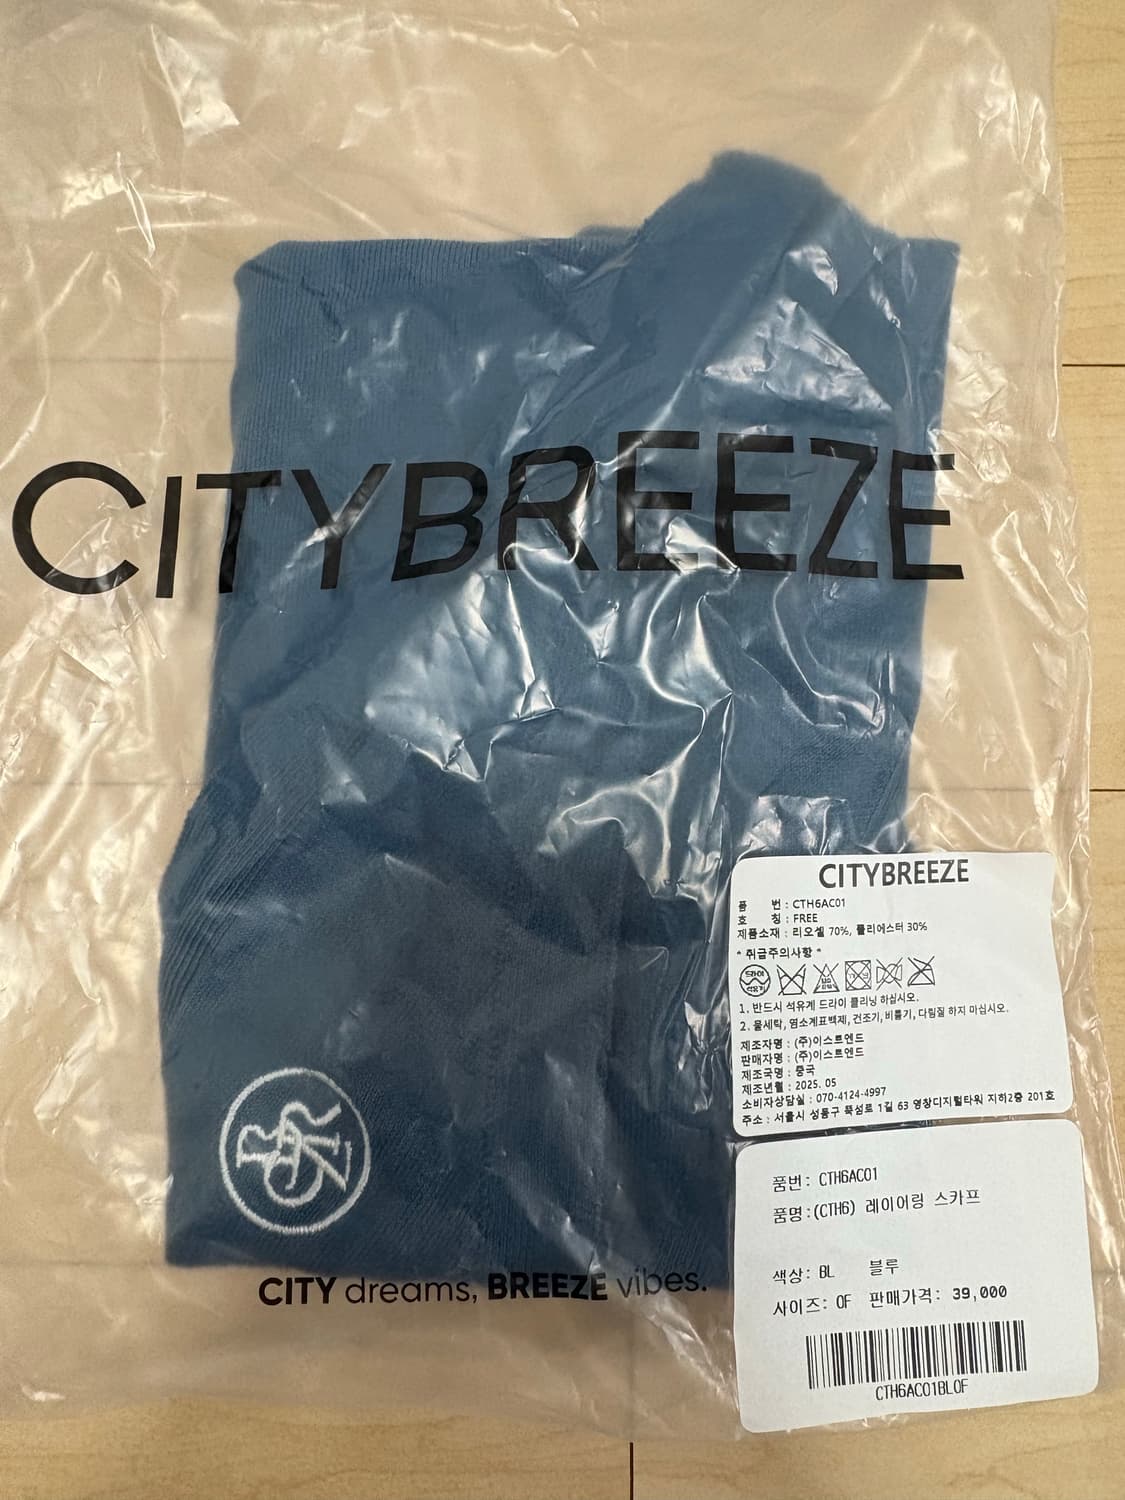 CITYBREEZE
CITY dreams, BREEZE vibes.
CITYBREEZE
품 번 : CTH6AC01
호 칭 : FREE
제품소재 : 리오셀 70%, 폴리에스터 30%
* 취급주의사항 *
드라이
석유계
1. 반드시 석유계 드라이 클리닝 하십시오.
2. 물세탁, 염소계표백제, 건조기, 비틀기, 다림질 하지 마십시오.
제조자명 : (주)이스트엔드
판매자명 : (주)이스트엔드
제조국명 : 중국
제조년월 : 2025. 05
소비자상담실 : 070-4124-4997
주소 : 서울시 성동구 뚝섬로 1길 63 영창디지털타워 지하2층 201호
품번: CTH6AC01
품명:(CTH6) 레이어링 스카프
색상: BL 블루
사이즈: OF 판매가격: 39,000
CTH6AC01BLOF